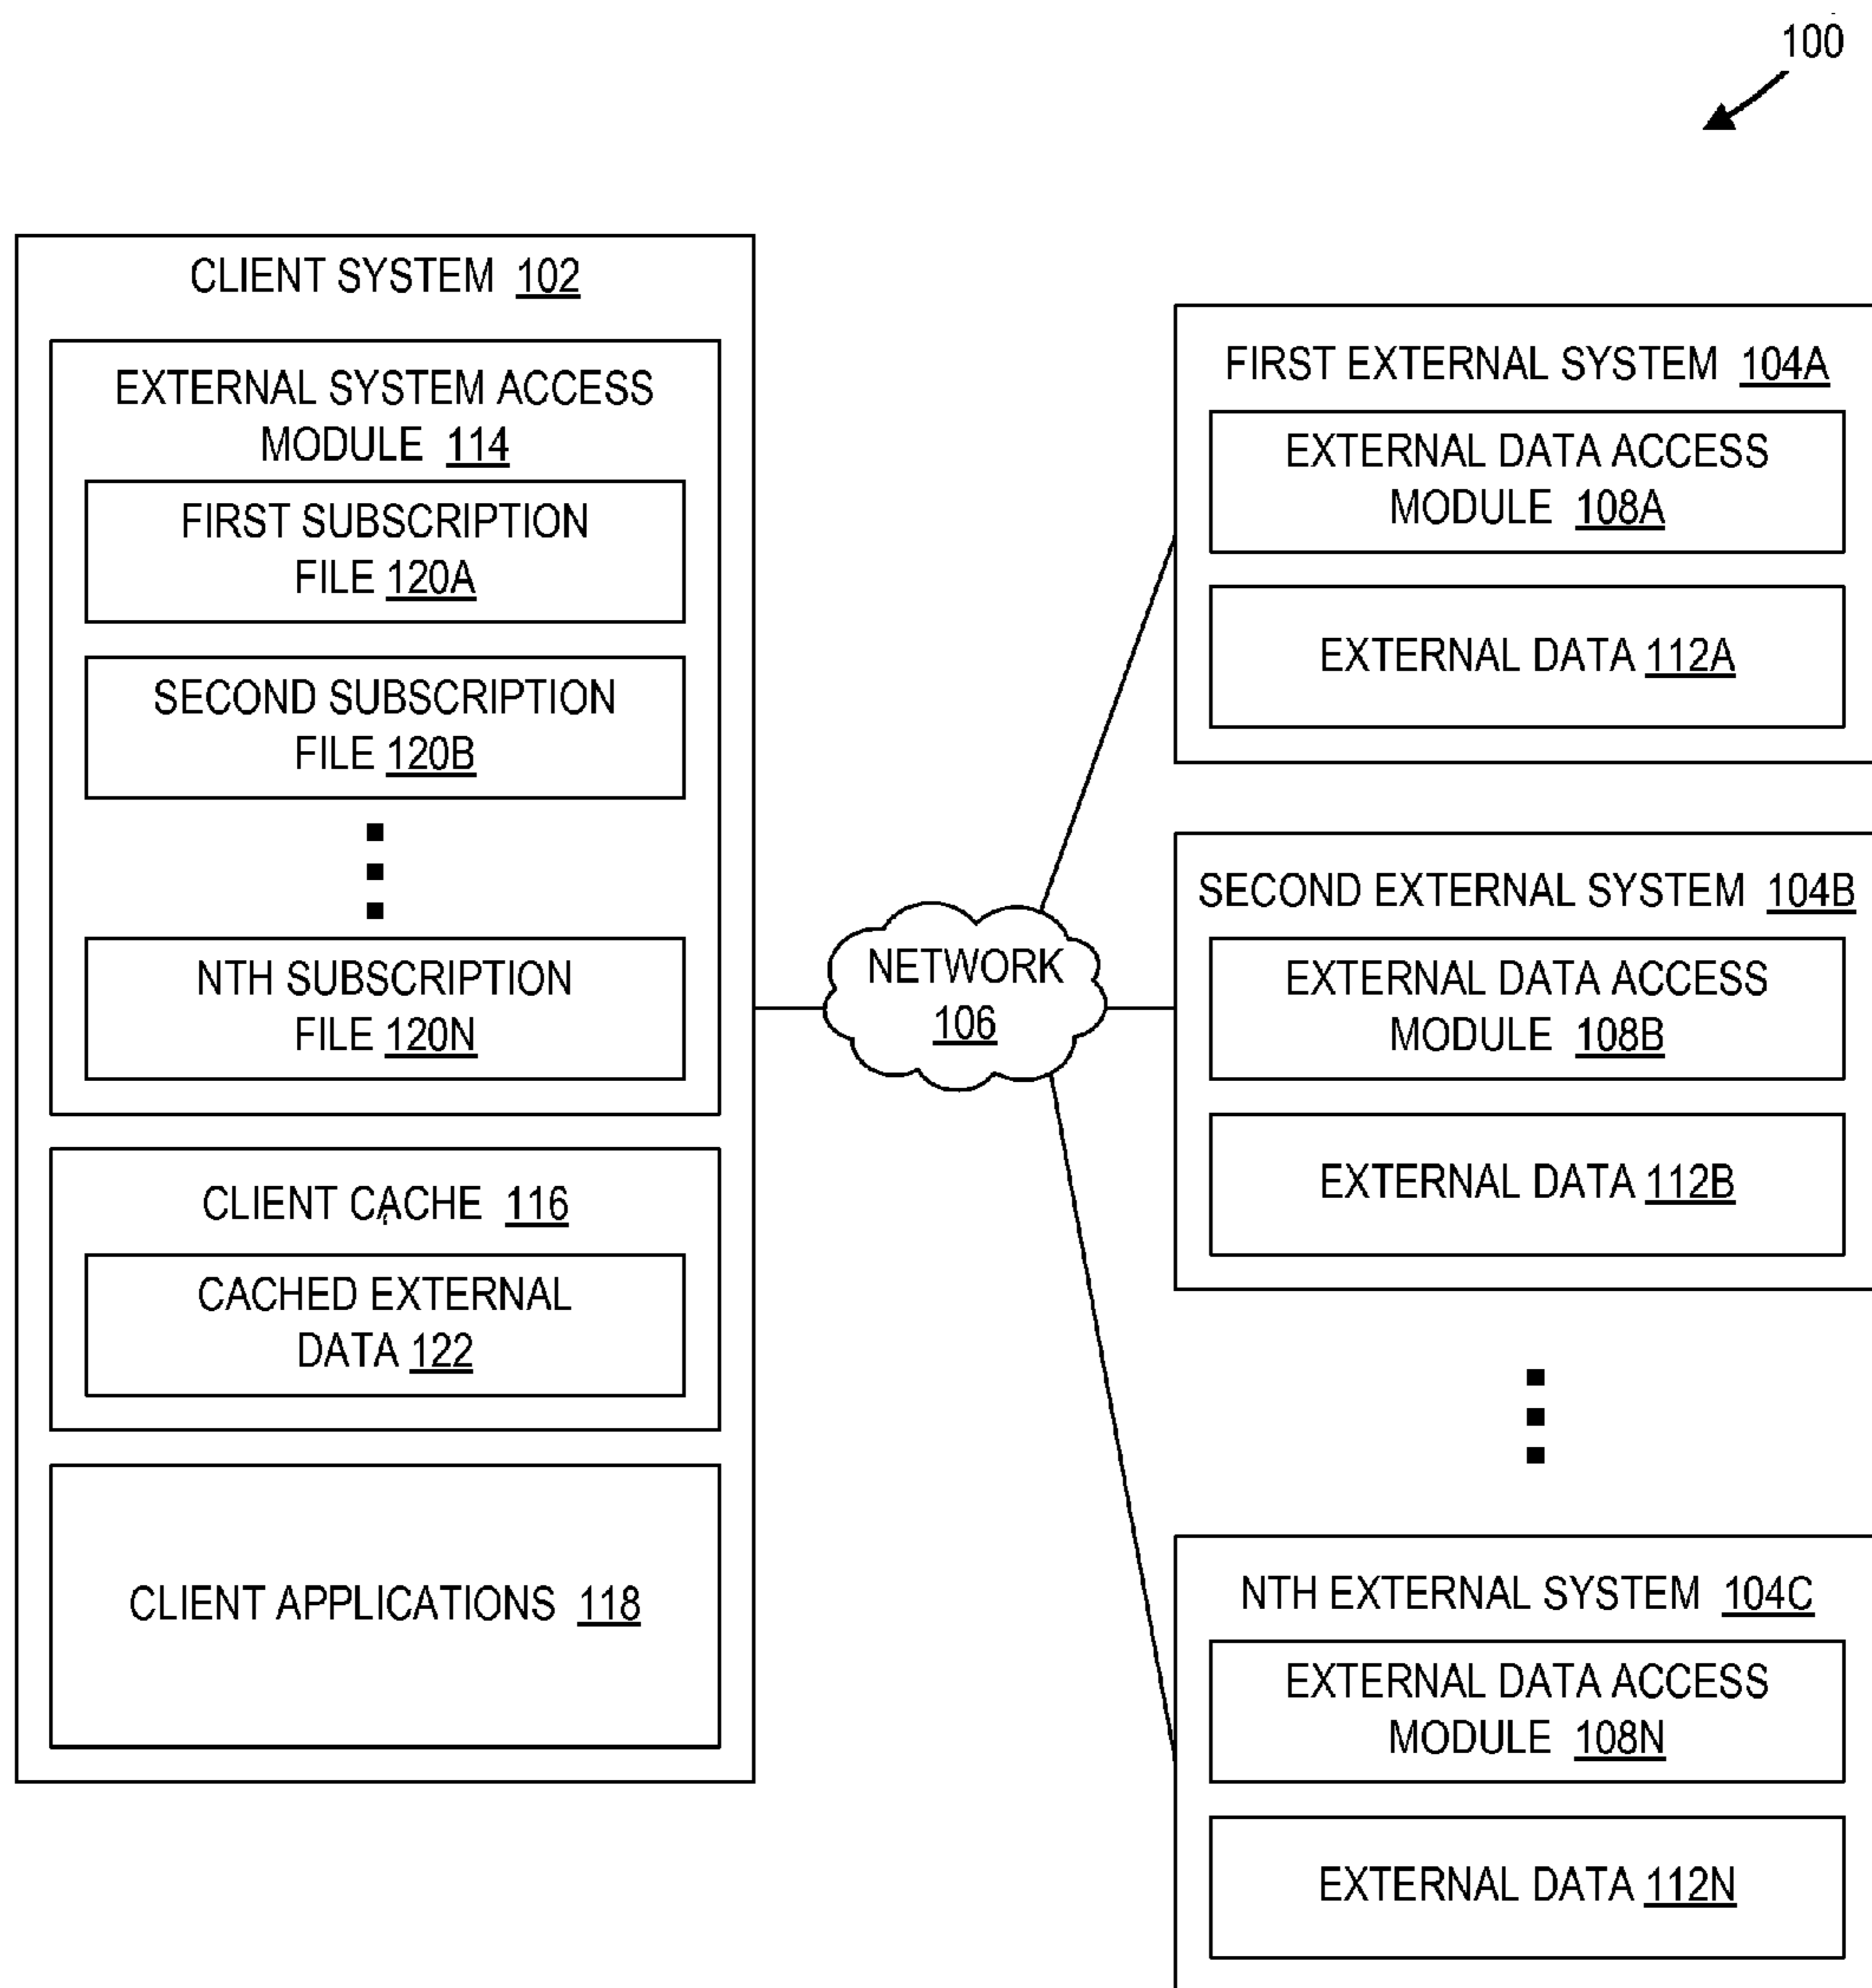 100
CLIENT SYSTEM 102
EXTERNAL SYSTEM ACCESS
MODULE 114
FIRST SUBSCRIPTION
FILE 120A
SECOND SUBSCRIPTION
FILE 120B
NTH SUBSCRIPTION
FILE 120N
CLIENT CACHE 116
CACHED EXTERNAL
DATA 122
CLIENT APPLICATIONS 118
NETWORK
106
FIRST EXTERNAL SYSTEM 104A
EXTERNAL DATA ACCESS
MODULE 108A
EXTERNAL DATA 112A
SECOND EXTERNAL SYSTEM 104B
EXTERNAL DATA ACCESS
MODULE 108B
EXTERNAL DATA 112B
NTH EXTERNAL SYSTEM 104C
EXTERNAL DATA ACCESS
MODULE 108N
EXTERNAL DATA 112N